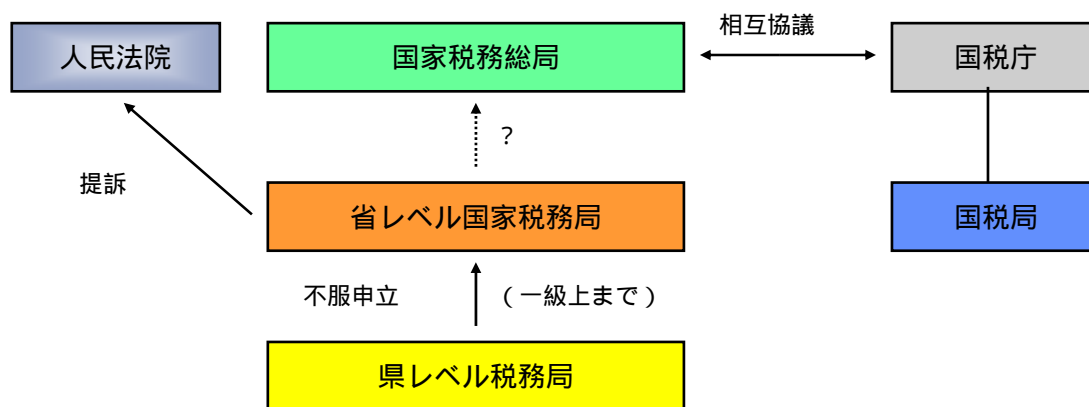 相互協議
人民法院
国家税務総局
国税庁
？
提訴
省レベル国家税務局
国税局
不服申立
（一級上まで）
県レベル税務局